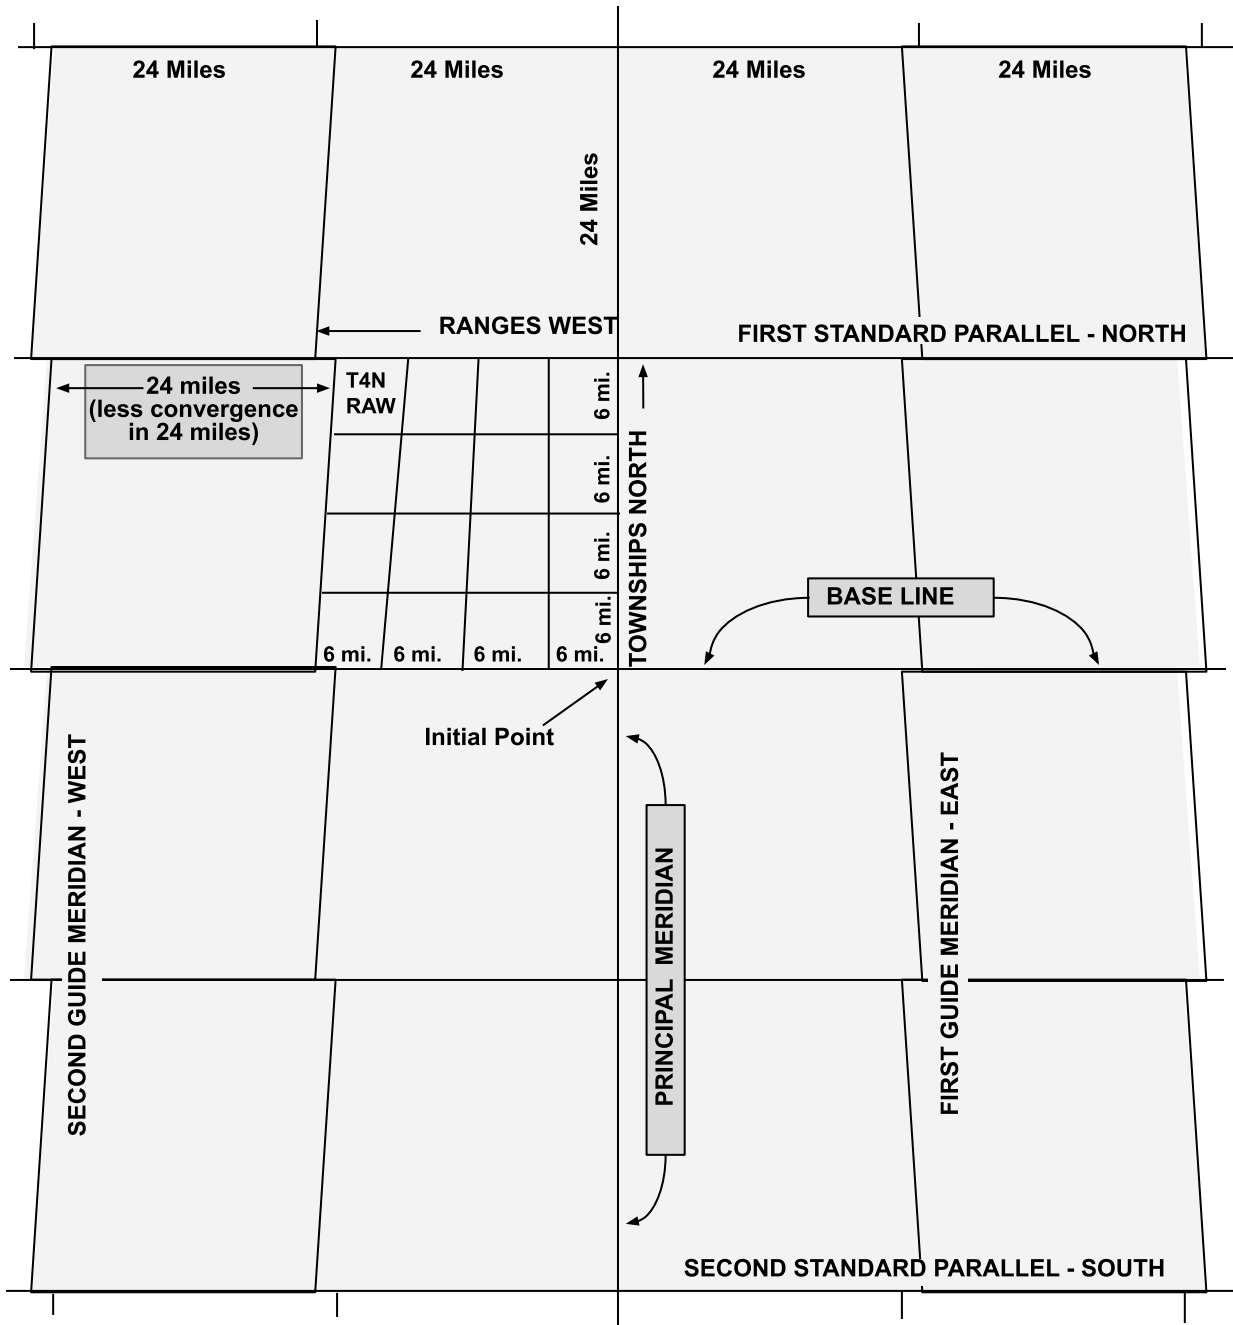 24 Miles
24 Miles
24 Miles
24 Miles
24 Miles
RANGES WEST
FIRST STANDARD PARALLEL - NORTH
24 miles
(less convergence
in 24 miles)
T4N
RAW
6 mi.
6 mi.
6 mi.
6 mi.
TOWNSHIPS NORTH
BASE LINE
6 mi.
6 mi.
6 mi.
6 mi.
Initial Point
SECOND GUIDE MERIDIAN - WEST
PRINCIPAL MERIDIAN
FIRST GUIDE MERIDIAN - EAST
SECOND STANDARD PARALLEL - SOUTH